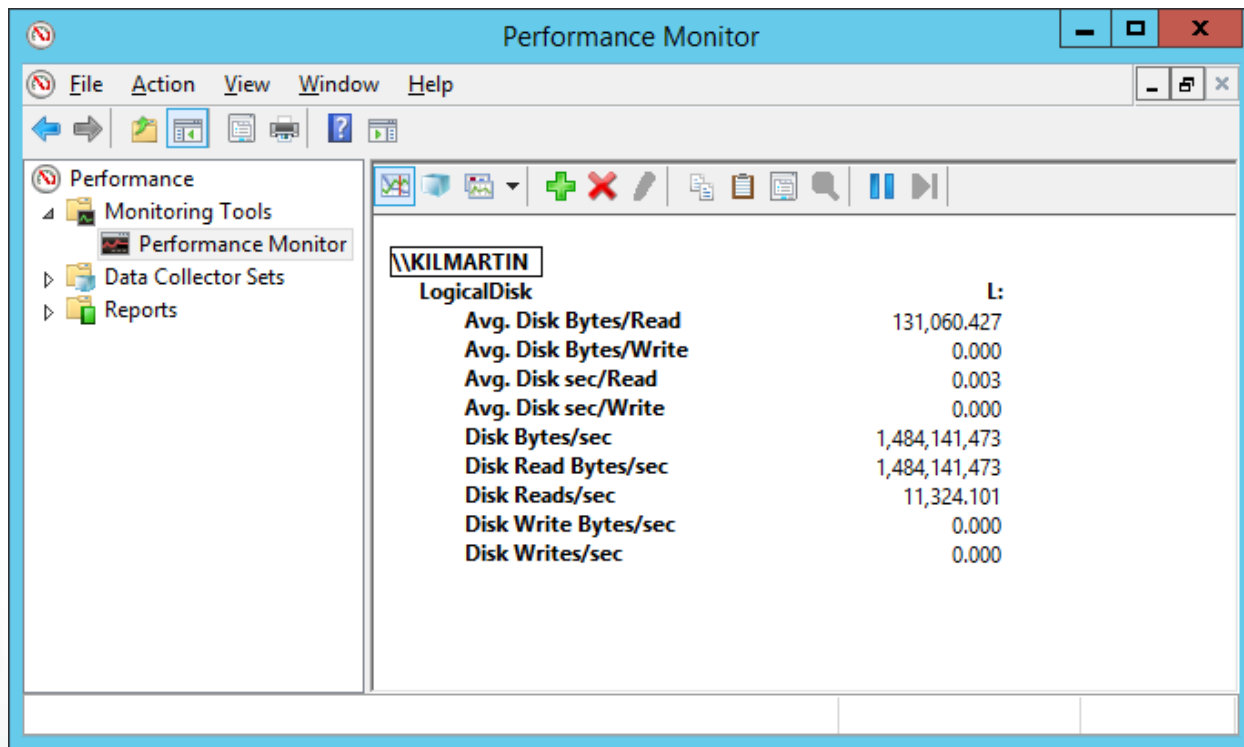 Performance Monitor
File Action View Window Help
Performance
Monitoring Tools
Performance Monitor
Data Collector Sets
Reports
\\KILMARTIN
LogicalDisk L:
Avg. Disk Bytes/Read 131,060.427
Avg. Disk Bytes/Write 0.000
Avg. Disk sec/Read 0.003
Avg. Disk sec/Write 0.000
Disk Bytes/sec 1,484,141,473
Disk Read Bytes/sec 1,484,141,473
Disk Reads/sec 11,324.101
Disk Write Bytes/sec 0.000
Disk Writes/sec 0.000